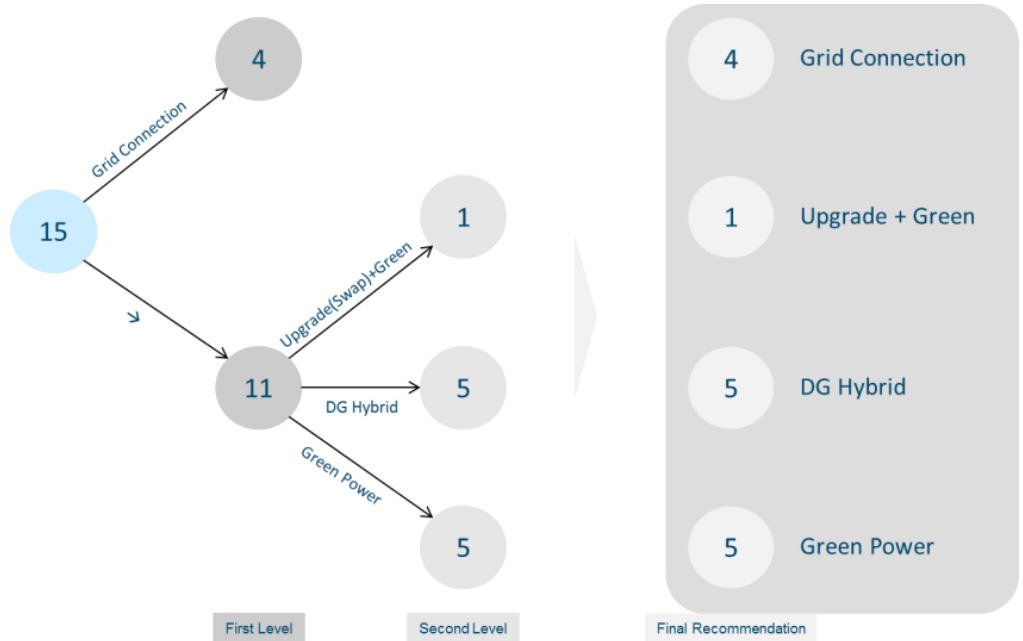 4
Grid Connection
15
1
Upgrade(Swap)+Green
11
DG Hybrid
5
Green Power
5
4 Grid Connection
1 Upgrade + Green
5 DG Hybrid
5 Green Power
First Level
Second Level
Final Recommendation